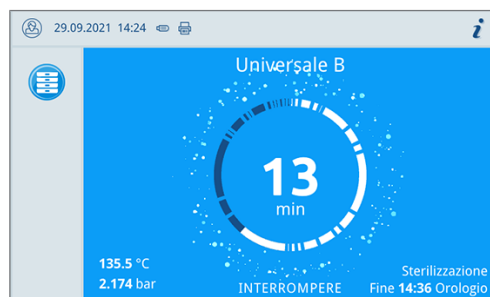 29.09.2021 14:24
i
Universale B
13
min
135.5 °C
2.174 bar
INTERROMPERE
Sterilizzazione
Fine 14:36 Orologio